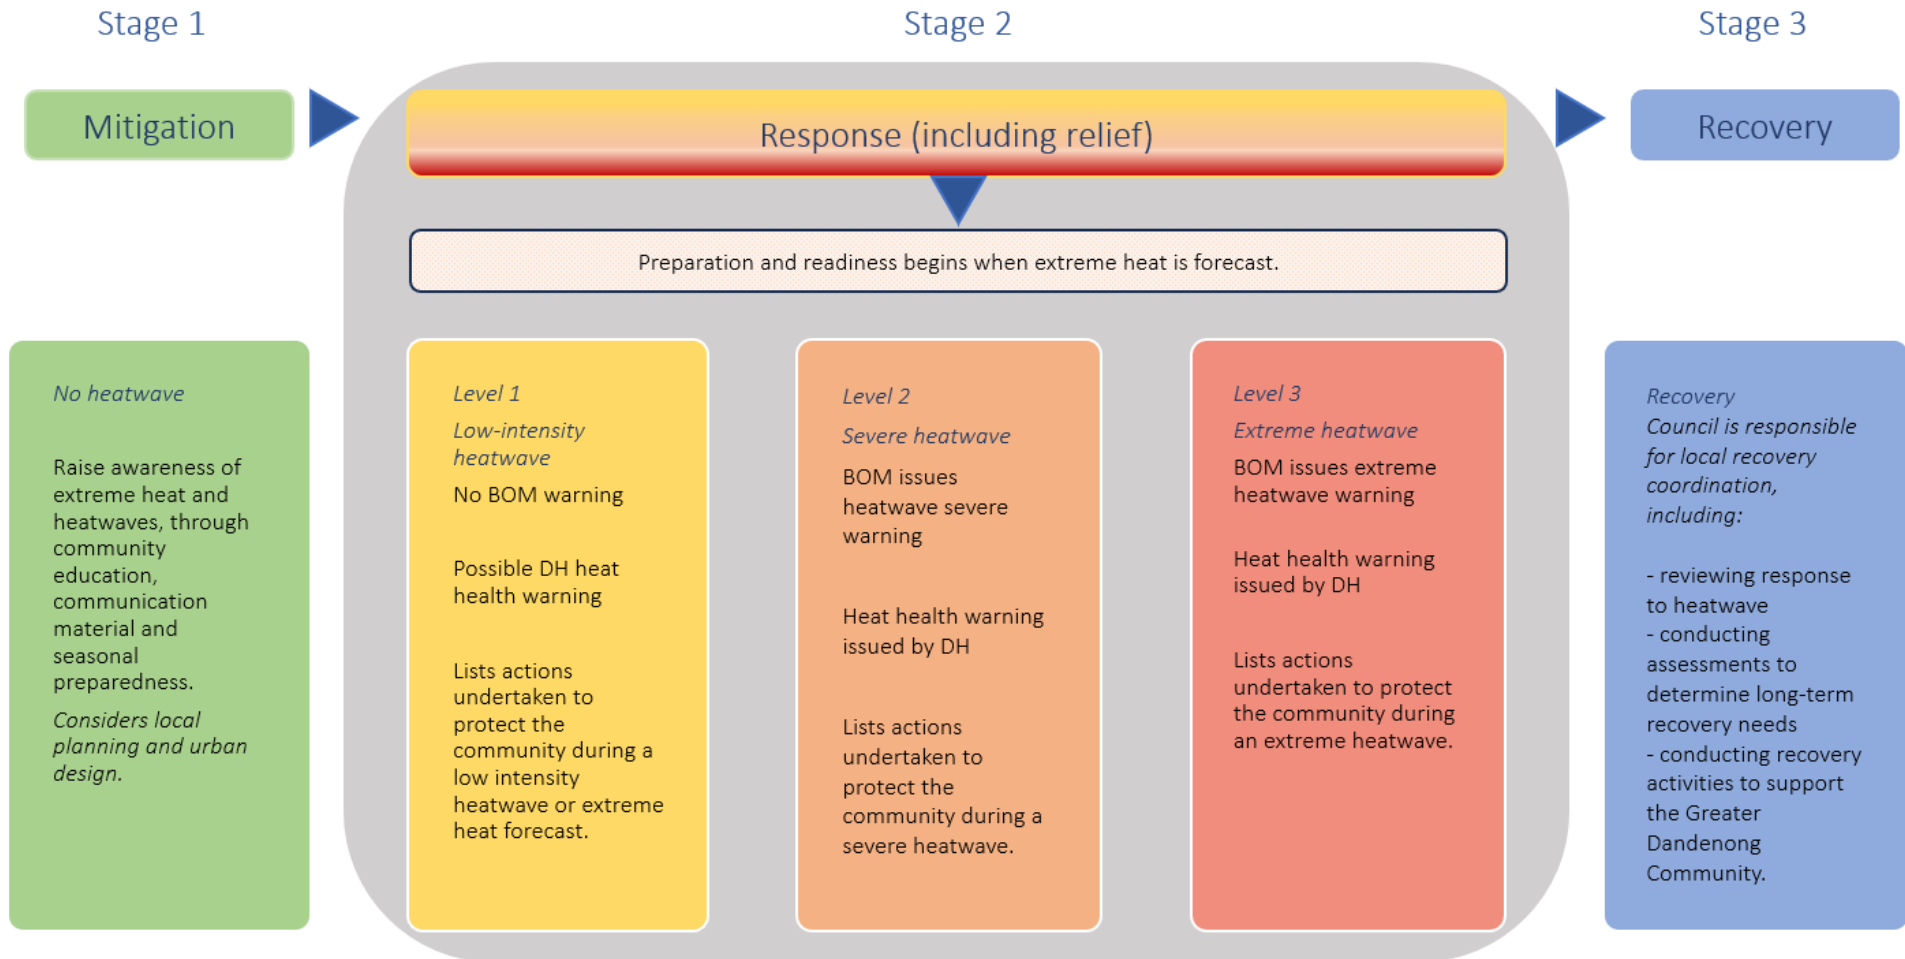 Stage 1
Stage 2
Stage 3
Mitigation
Response (including relief)
Recovery
Preparation and readiness begins when extreme heat is forecast.
No heatwave
Raise awareness of
extreme heat and
heatwaves, through
community
education,
communication
material and
seasonal
preparedness.
Considers local
planning and urban
design.
Level 1
Low-intensity
heatwave
No BOM warning
Possible DH heat
health warning
Lists actions
undertaken to
protect the
community during a
low intensity
heatwave or extreme
heat forecast.
Level 2
Severe heatwave
BOM issues
heatwave severe
warning
Heat health warning
issued by DH
Lists actions
undertaken to
protect the
community during a
severe heatwave.
Level 3
Extreme heatwave
BOM issues extreme
heatwave warning
Heat health warning
issued by DH
Lists actions
undertaken to protect
the community during
an extreme heatwave.
Recovery
Council is responsible
for local recovery
coordination,
including:
- reviewing response
to heatwave
- conducting
assessments to
determine long-term
recovery needs
- conducting recovery
activities to support
the Greater
Dandenong
Community.